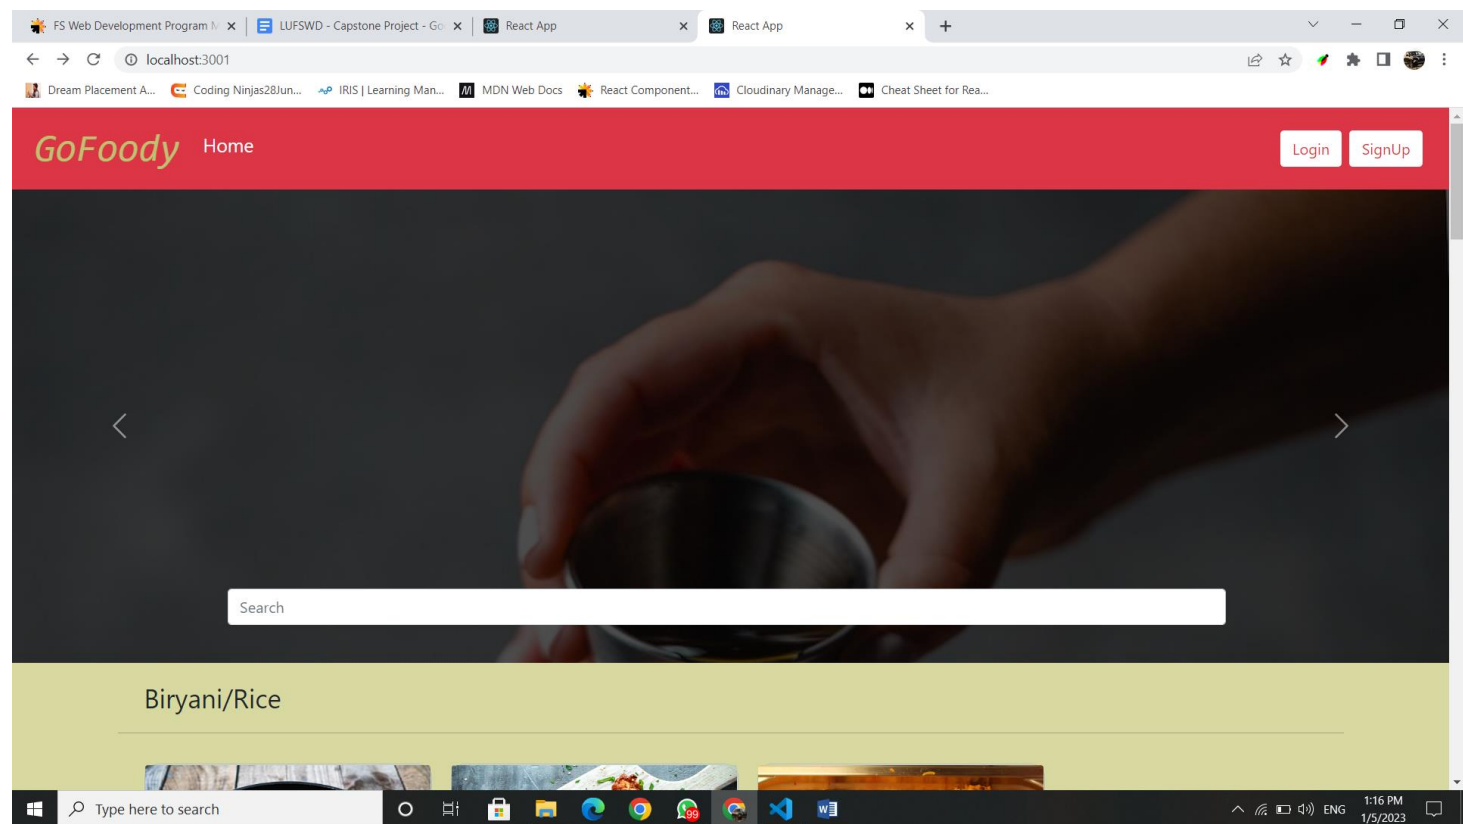 FS Web Development Program M
LUFSWD - Capstone Project - Go
React App
React App
localhost:3001
Dream Placement A...
Coding Ninjas28Jun...
IRIS | Learning Man...
M
MDN Web Docs
React Component...
Cloudinary Manage...
Cheat Sheet for Rea...
GoFoody
Home
Login
SignUp
Search
Biryani/Rice
Type here to search
99
W
ENG
1:16 PM
1/5/2023